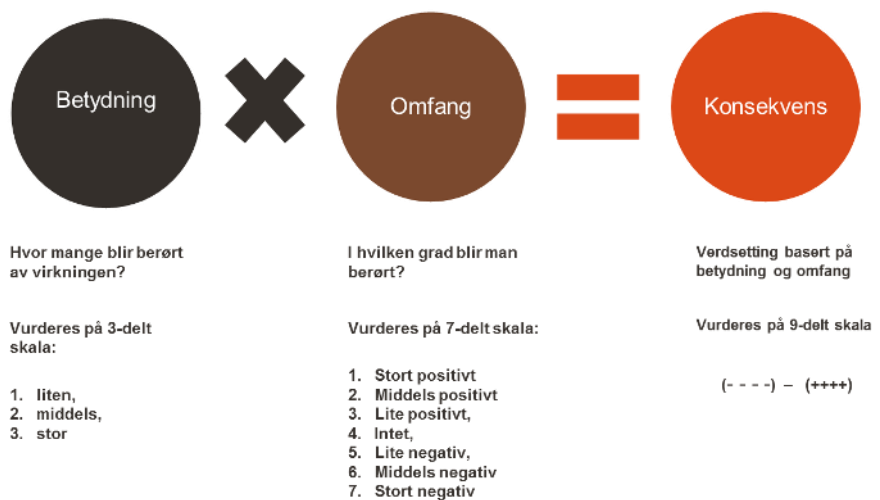 Betydning
Omfang
Konsekvens
Hvor mange blir berørt
av virkningen?
Vurderes på 3-delt
skala:
1. liten,
2. middels,
3. stor
I hvilken grad blir man
berørt?
Vurderes på 7-delt skala:
1. Stort positivt
2. Middels positivt
3. Lite positivt,
4. Intet,
5. Lite negativ,
6. Middels negativ
7. Stort negativ
Verdsetting basert på
betydning og omfang
Vurderes på 9-delt skala
(- - - -) – (++++)